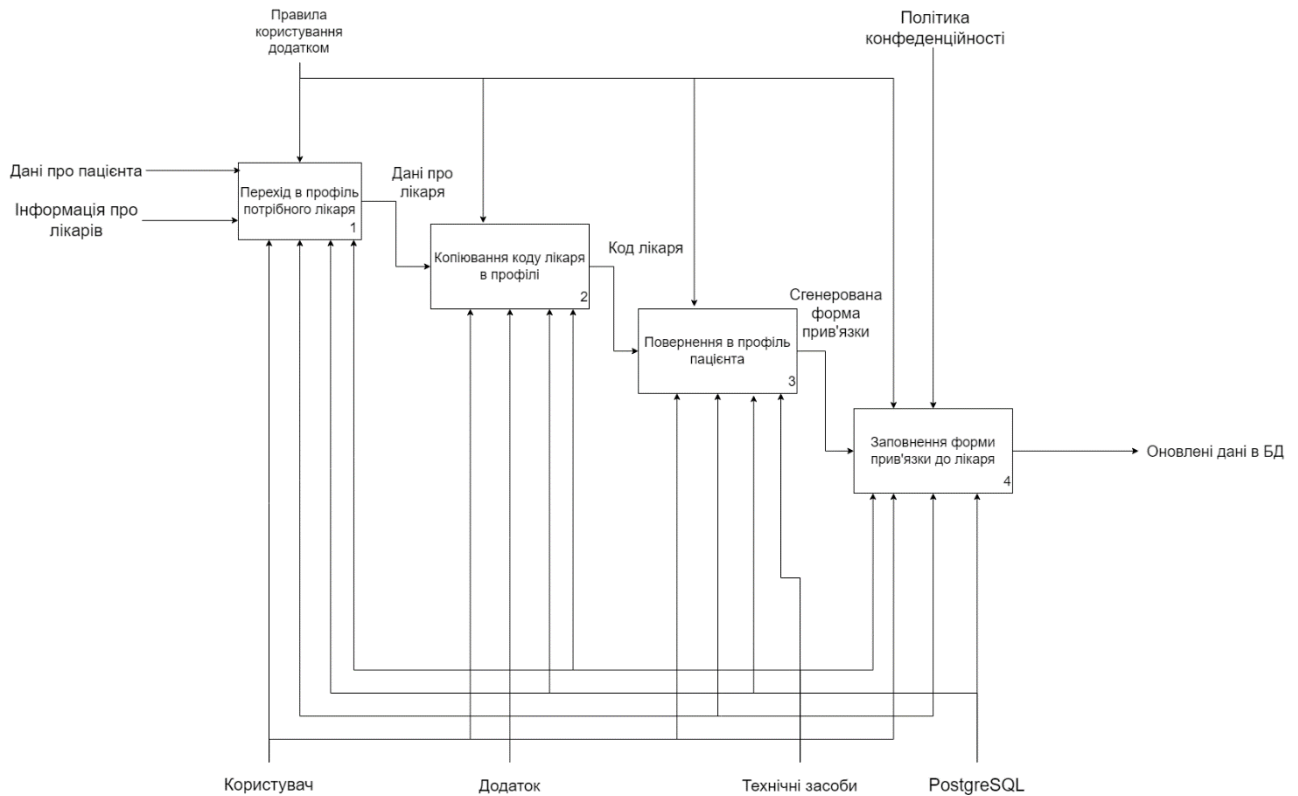 Правила
користування
додатком
Політика
конфеденційності
Дані про пацієнта
Інформація про
лікарів
Перехід в профіль
потрібного лікаря
1
Дані про
лікаря
Копіювання коду лікаря
в профілі
2
Код лікаря
Повернення в профіль
пацієнта
3
Сгенерована
форма
прив'язки
Заповнення форми
прив'язки до лікаря
4
Оновлені дані в БД
Користувач
Додаток
Технічні засоби
PostgreSQL